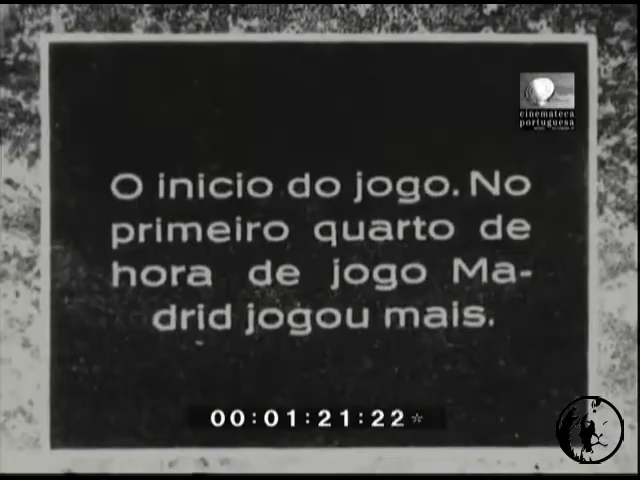 cinemateca
portuguesa
O inicio do jogo. No
primeiro quarto de
hora de jogo Ma-
drid jogou mais.
00:01:21:22*